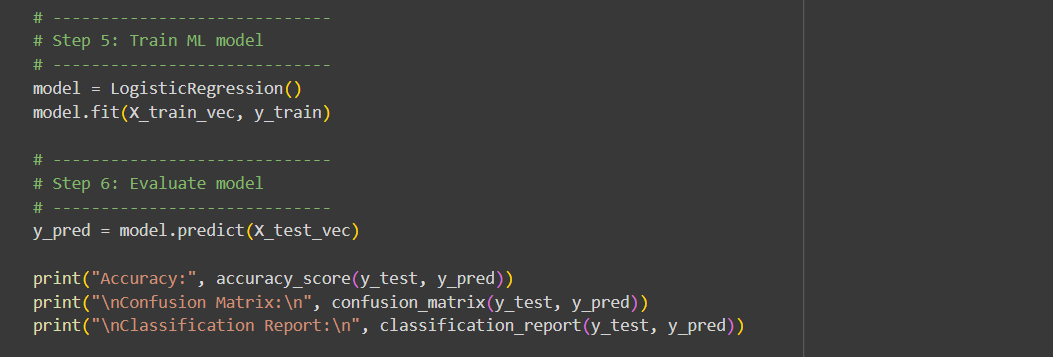 # -----------------------------
# Step 5: Train ML model
# -----------------------------
model = LogisticRegression()
model.fit(X_train_vec, y_train)
# -----------------------------
# Step 6: Evaluate model
# -----------------------------
y_pred = model.predict(X_test_vec)
print("Accuracy:", accuracy_score(y_test, y_pred))
print("\nConfusion Matrix:\n", confusion_matrix(y_test, y_pred))
print("\nClassification Report:\n", classification_report(y_test, y_pred))